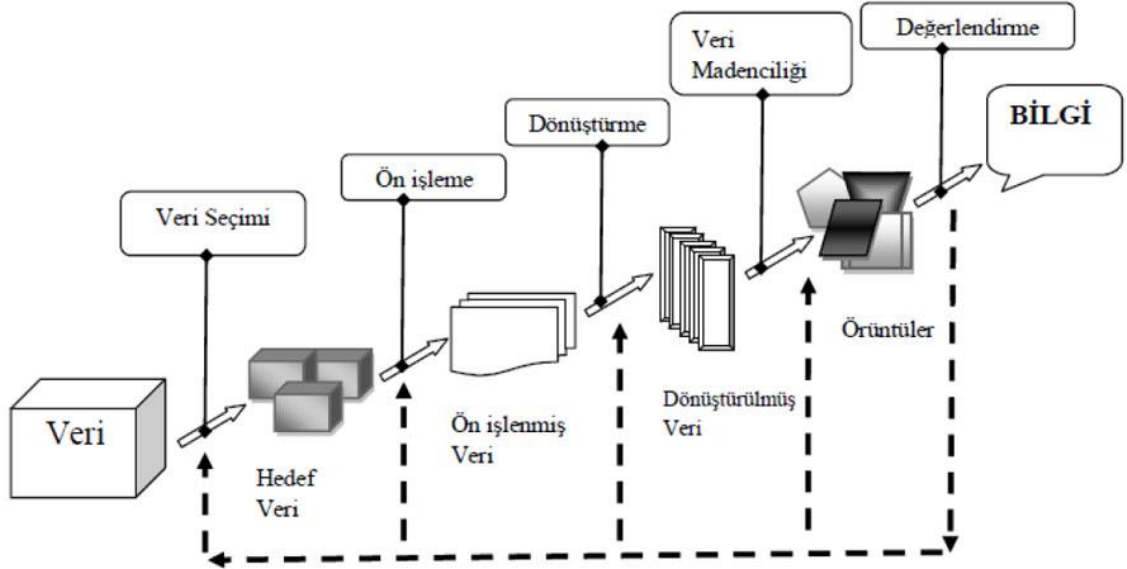 Değerlendirme
Veri
Madenciliği
BİLGİ
Dönüştürme
Ön işleme
Veri Seçimi
Örüntüler
Dönüştürülmüş
Veri
Ön işlenmiş
Veri
Veri
Hedef
Veri